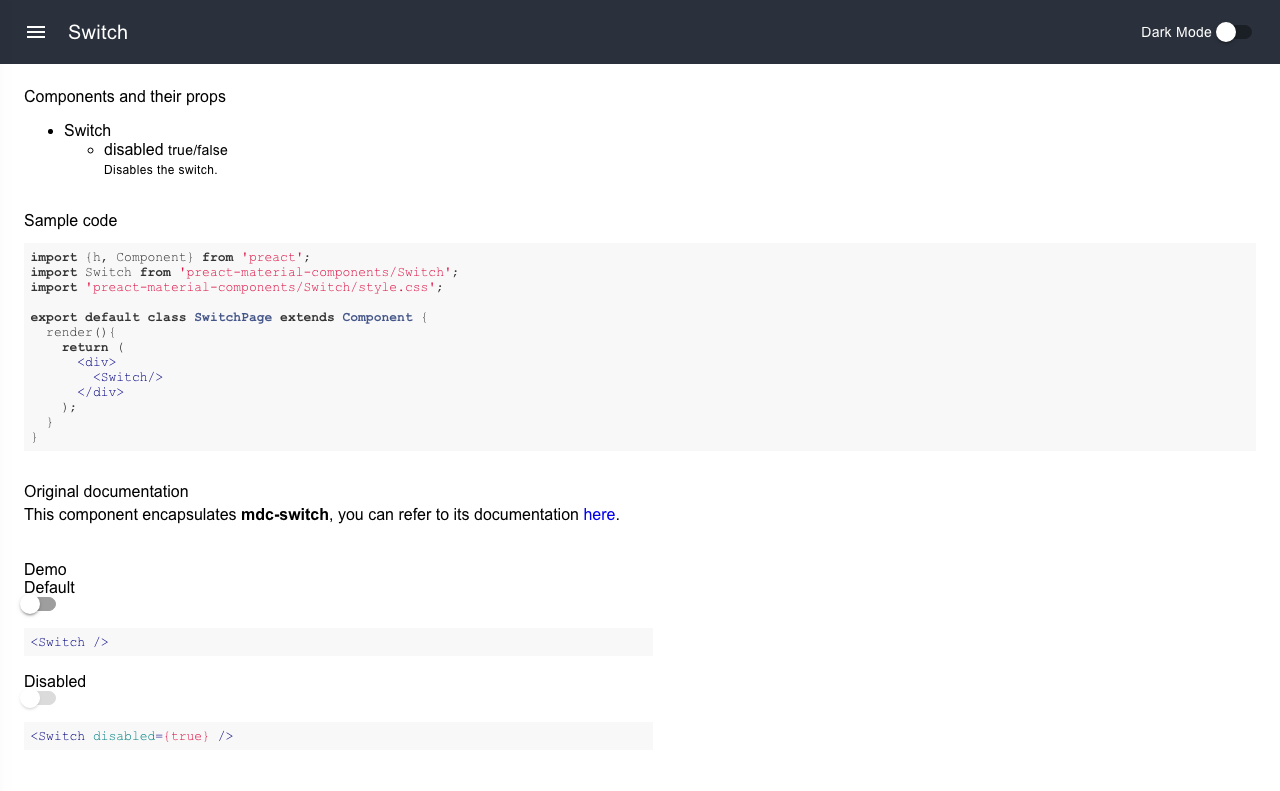 Switch
Dark Mode
Components and their props
Switch
disabled true/false
Disables the switch.
Sample code
import {h, Component} from 'preact';
import Switch from 'preact-material-components/Switch';
import 'preact-material-components/Switch/style.css';
export default class SwitchPage extends Component {
  render(){
    return (
      <div>
        <Switch/>
      </div>
    );
  }
}
Original documentation
This component encapsulates mdc-switch, you can refer to its documentation here.
Demo
Default
<Switch />
Disabled
<Switch disabled={true} />